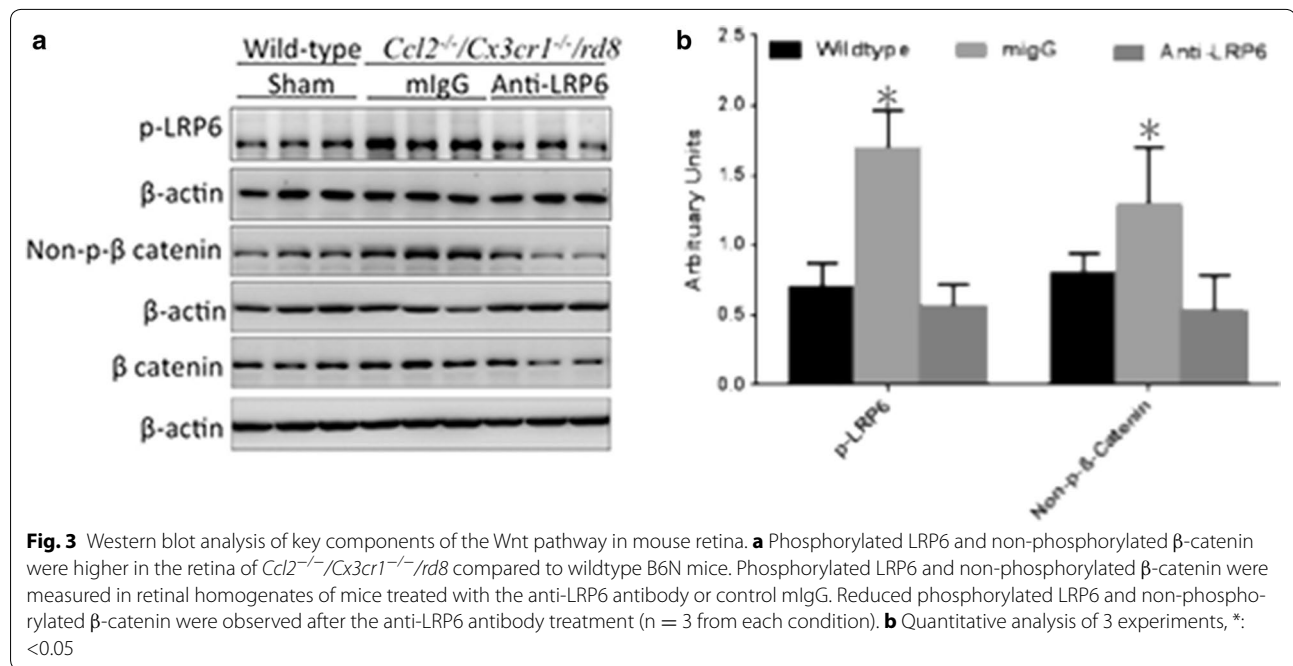 a
Wild-type Ccl2-/-/Cx3cr1-/-/rd8
Sham mIgG Anti-LRP6
p-LRP6
β-actin
Non-p-β catenin
β-actin
β catenin
β-actin
b
2.5
Wildtype mIgG Anti-LRP6
*
*
2.0
1.5
1.0
0.5
0.0
Arbituary Units
p-LRP6
Non-p-ß-Catenin
Fig. 3 Western blot analysis of key components of the Wnt pathway in mouse retina. a Phosphorylated LRP6 and non-phosphorylated β-catenin
were higher in the retina of Ccl2−/−/Cx3cr1−/−/rd8 compared to wildtype B6N mice. Phosphorylated LRP6 and non-phosphorylated β-catenin were
measured in retinal homogenates of mice treated with the anti-LRP6 antibody or control mIgG. Reduced phosphorylated LRP6 and non-phospho-
rylated β-catenin were observed after the anti-LRP6 antibody treatment (n = 3 from each condition). b Quantitative analysis of 3 experiments, *:
<0.05